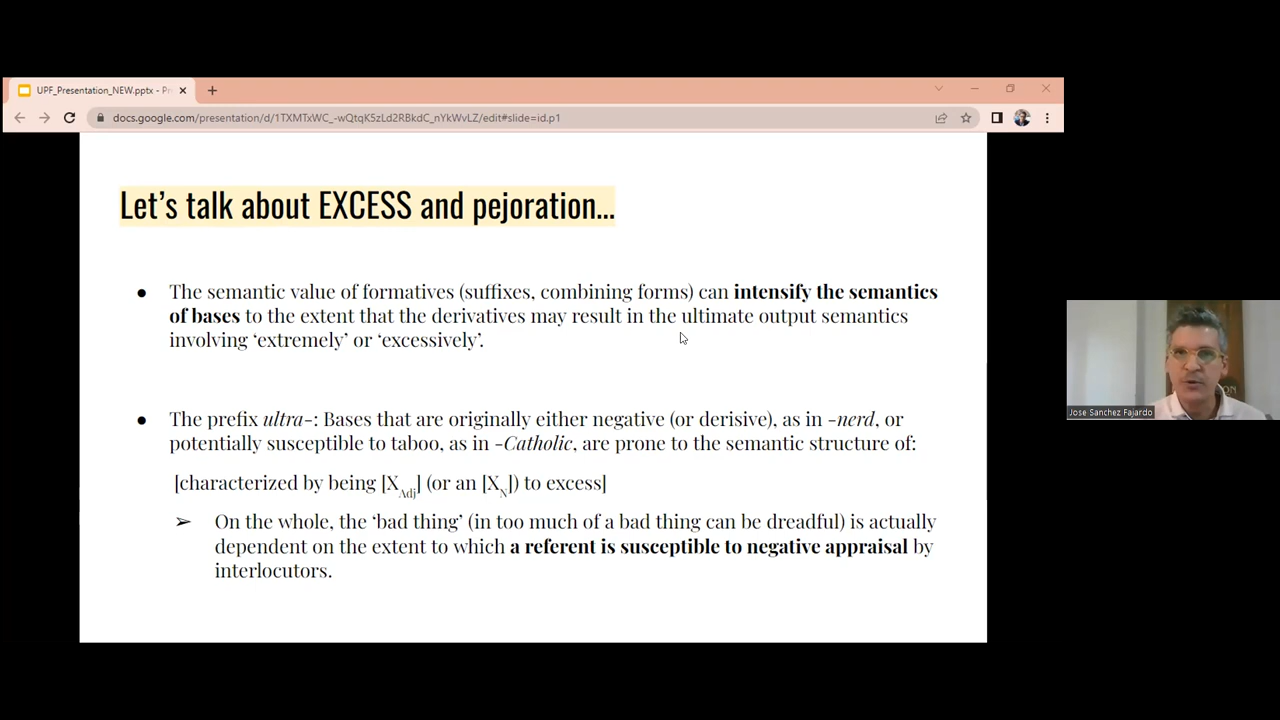 UPF_Presentation_NEW.pptx - Pr
docs.google.com/presentation/d/1TXMTxWC_-wQtqK5zLd2RBkdC_nYkWvLZ/edit#slide=id.p1
Let's talk about EXCESS and pejoration...
● The semantic value of formatives (suffixes, combining forms) can intensify the semantics
of bases to the extent that the derivatives may result in the ultimate output semantics
involving ‘extremely’ or ‘excessively’.
● The prefix ultra-: Bases that are originally either negative (or derisive), as in -nerd, or
potentially susceptible to taboo, as in -Catholic, are prone to the semantic structure of:
[characterized by being [XAdj] (or an [XN]) to excess]
➢ On the whole, the ‘bad thing’ (in too much of a bad thing can be dreadful) is actually
dependent on the extent to which a referent is susceptible to negative appraisal by
interlocutors.
Jose Sanchez Fajardo